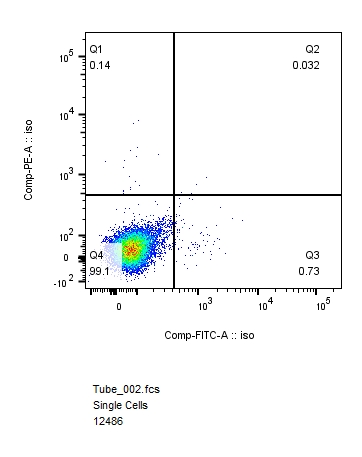 Q1
0.14
Q2
0.032
10^5
10^4
10^3
10^2
0
-10^2
Comp-PE-A :: iso
Q4
99.1
Q3
0.73
0
10^3
10^4
10^5
Comp-FITC-A :: iso
Tube_002.fcs
Single Cells
12486